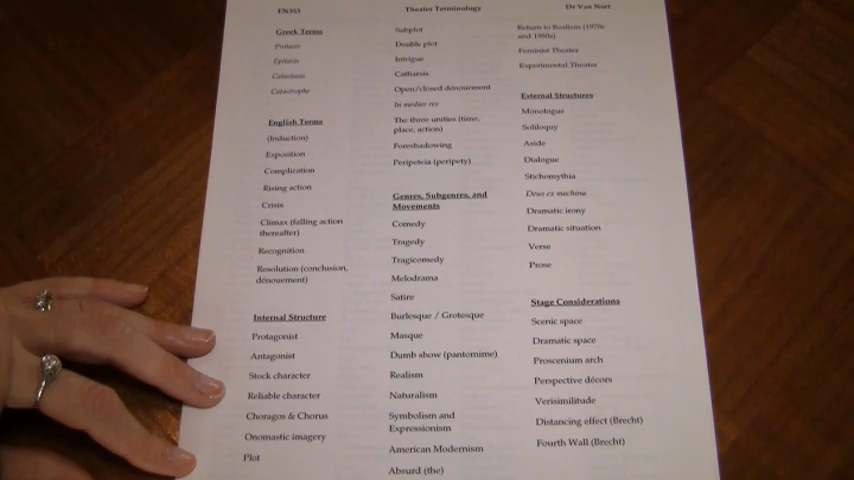 EN353
Theater Terminology
Dr Van Nort
Greek Terms
Protasis
Epitasis
Catastasis
Catastrophe
English Terms
(Induction)
Exposition
Complication
Rising action
Crisis
Climax (falling action
thereafter)
Recognition
Resolution (conclusion,
dénouement)
Internal Structure
Protagonist
Antagonist
Stock character
Reliable character
Choragos & Chorus
Onomastic imagery
Plot
Subplot
Double plot
Intrigue
Catharsis
Open/closed denouement
In medias res
The three unities (time,
place, action)
Foreshadowing
Peripeteia (peripety)
Genres, Subgenres, and
Movements
Comedy
Tragedy
Tragicomedy
Melodrama
Satire
Burlesque / Grotesque
Masque
Dumb show (pantomime)
Realism
Naturalism
Symbolism and
Expressionism
American Modernism
Absurd (the)
Return to Realism (1970s
and 1980s)
Feminist Theater
Experimental Theater
External Structures
Monologue
Soliloquy
Aside
Dialogue
Stichomythia
Deus ex machina
Dramatic irony
Dramatic situation
Verse
Prose
Stage Considerations
Scenic space
Dramatic space
Proscenium arch
Perspective décors
Verisimilitude
Distancing effect (Brecht)
Fourth Wall (Brecht)